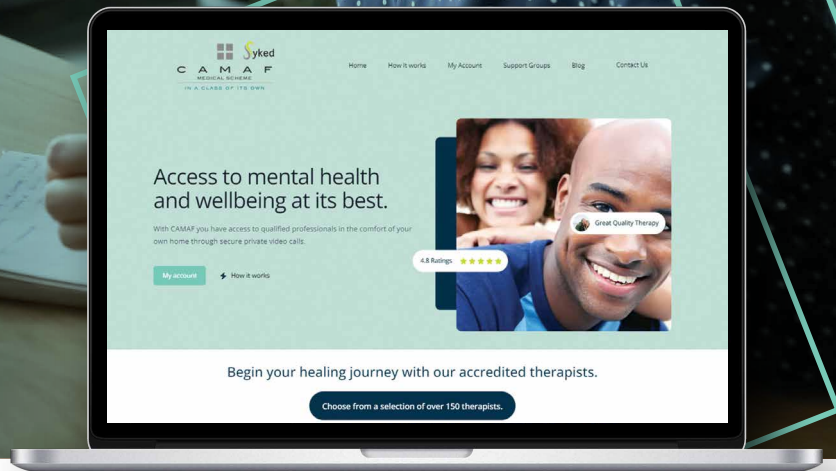 Syked
CAMAF
MEDICAL SCHEME
IN A CLASS OF ITS OWN
Home How it works My Account Support Groups Blog Contact Us
Access to mental health
and wellbeing at its best.
With CAMAF you have access to qualified professionals in the comfort of your
own home through secure private video calls.
My account How it works
Great Quality Therapy
4.8 Ratings
Begin your healing journey with our accredited therapists.
Choose from a selection of over 150 therapists.